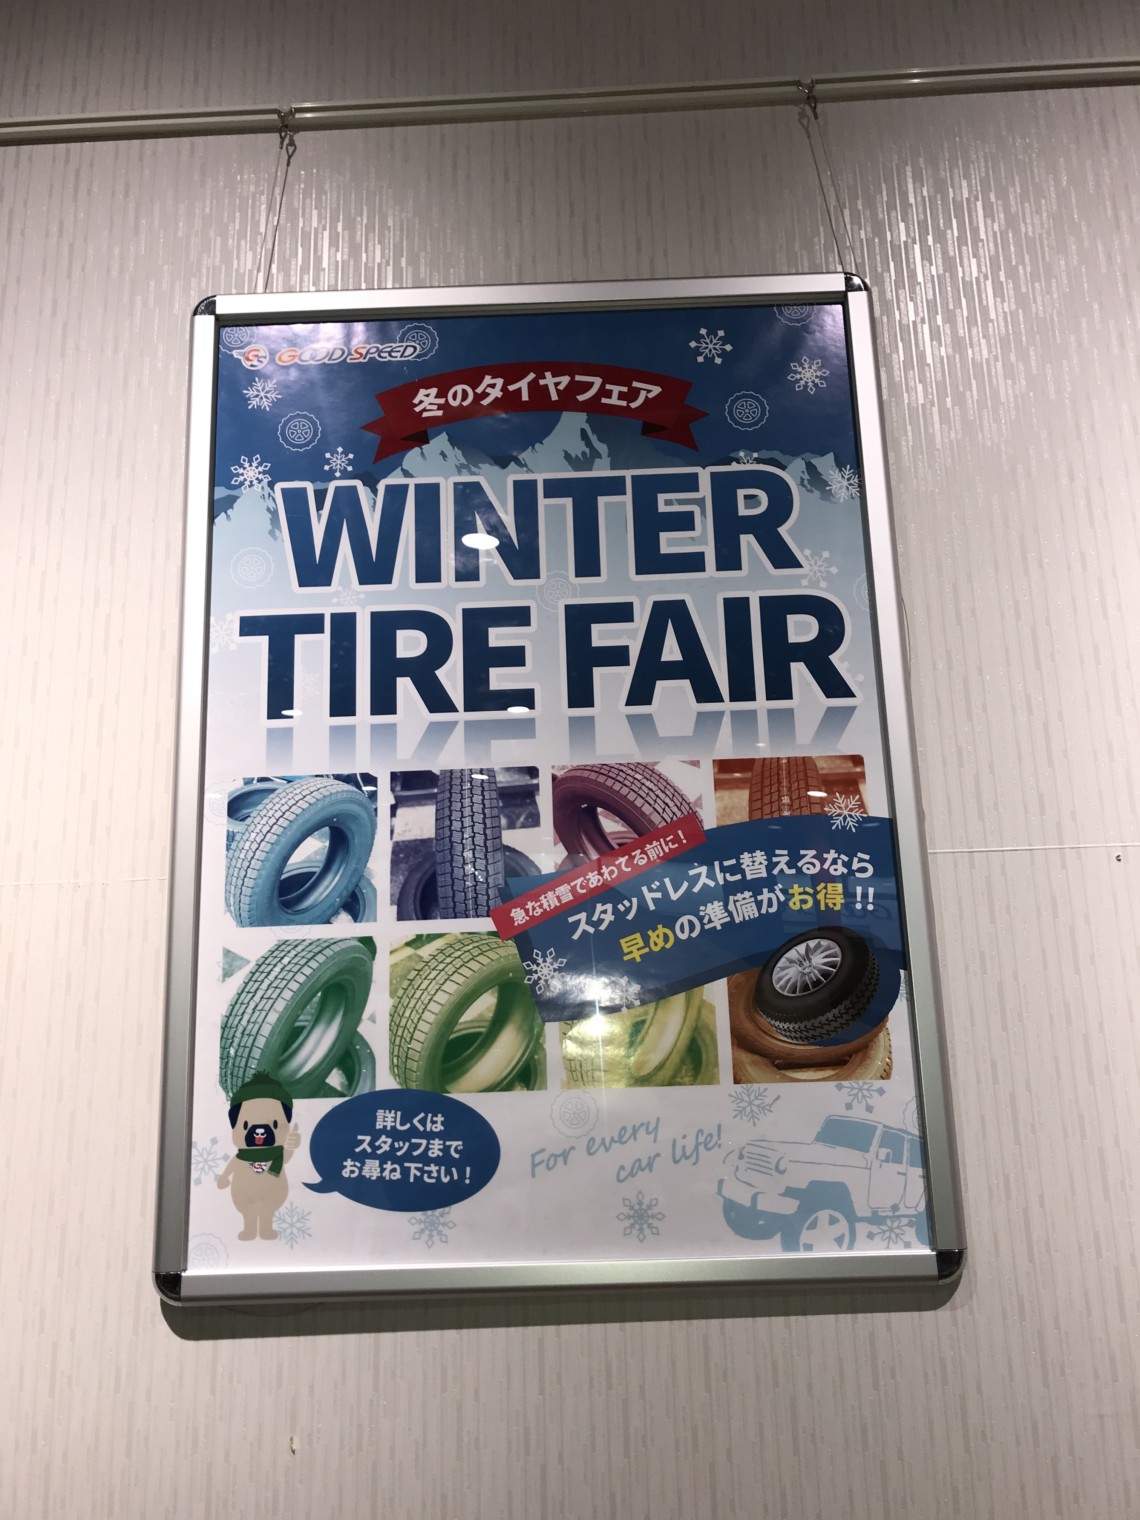 GS GOOD SPEED
冬のタイヤフェア
WINTER
TIRE FAIR
急な積雪であわてる前に！
スタッドレスに替えるなら
早めの準備がお得!!
詳しくは
スタッフまで
お尋ね下さい！
For every
car life!